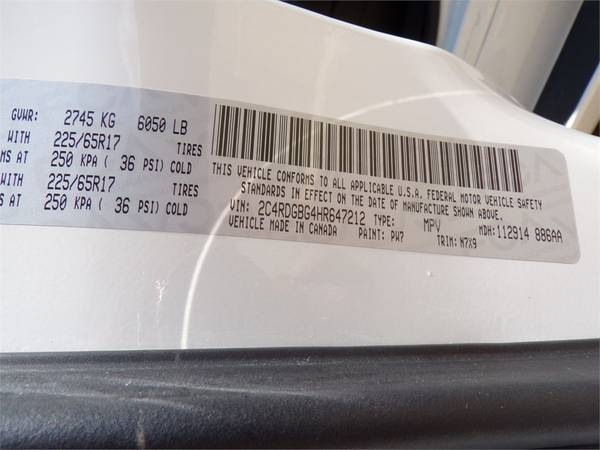 GVWR: 2745 KG 6050 LB
WITH 225/65R17 TIRES
MS AT 250 KPA ( 36 PSI) COLD
WITH 225/65R17 TIRES
MS AT 250 KPA ( 36 PSI) COLD
THIS VEHICLE CONFORMS TO ALL APPLICABLE U.S.A. FEDERAL MOTOR VEHICLE SAFETY
STANDARDS IN EFFECT ON THE DATE OF MANUFACTURE SHOWN ABOVE.
VIN: 2C4RDGBG4HR647212 TYPE: MPV MDH: 112914 886AA
VEHICLE MADE IN CANADA PAINT: PW7 TRIM: N7X9